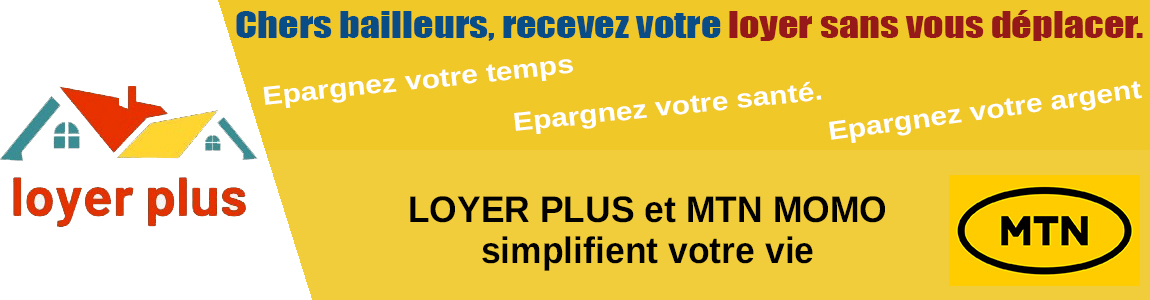 Chers bailleurs, recevez votre loyer sans vous déplacer.
Epargnez votre temps
Epargnez votre santé.
Epargnez votre argent
loyer plus
LOYER PLUS et MTN MOMO
simplifient votre vie
MTN